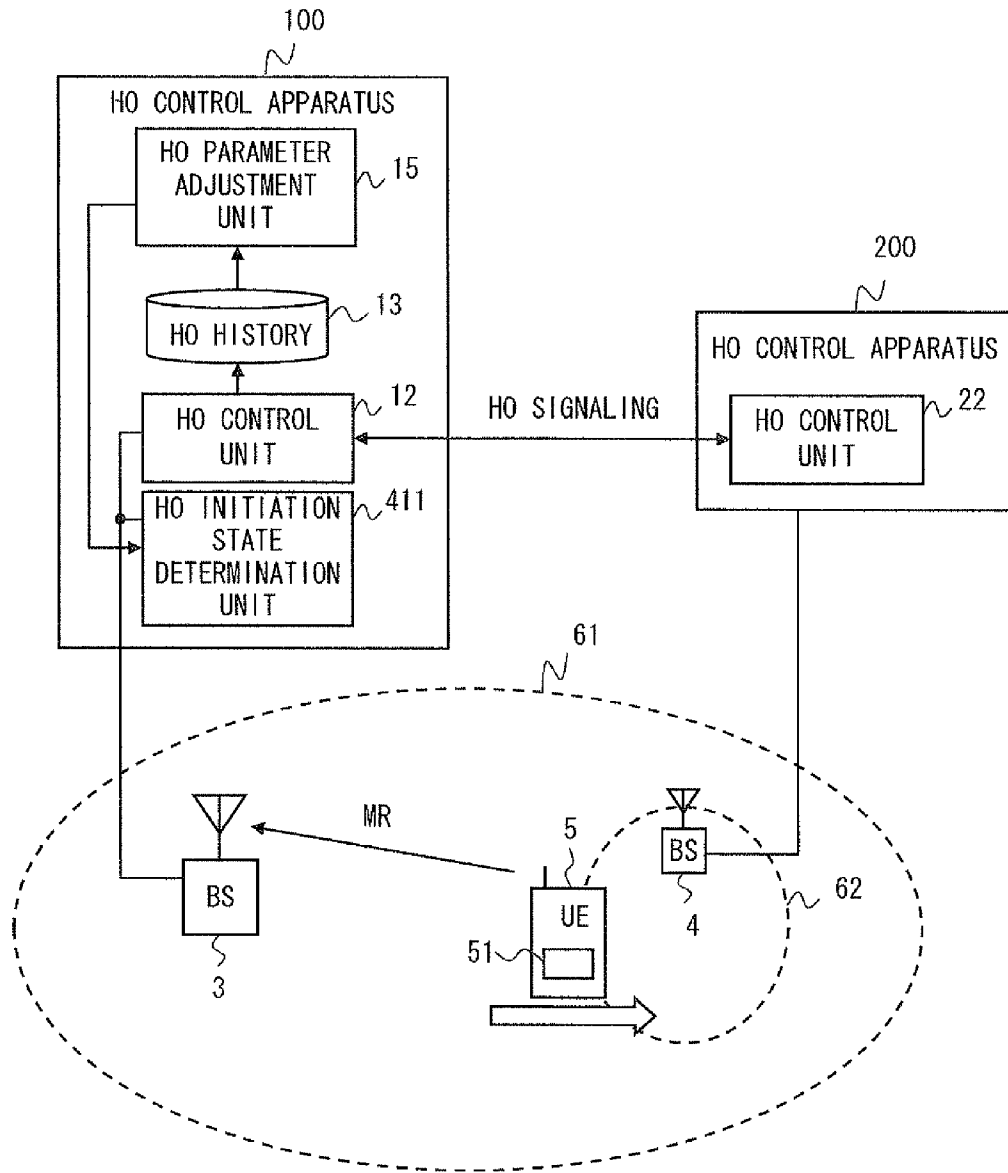 100
HO CONTROL APPARATUS
HO PARAMETER
ADJUSTMENT
UNIT
15
HO HISTORY
13
HO CONTROL
UNIT
12
HO INITIATION
STATE
DETERMINATION
UNIT
411
HO SIGNALING
200
HO CONTROL APPARATUS
HO CONTROL
UNIT
22
61
MR
BS
3
5
UE
51
BS
4
62